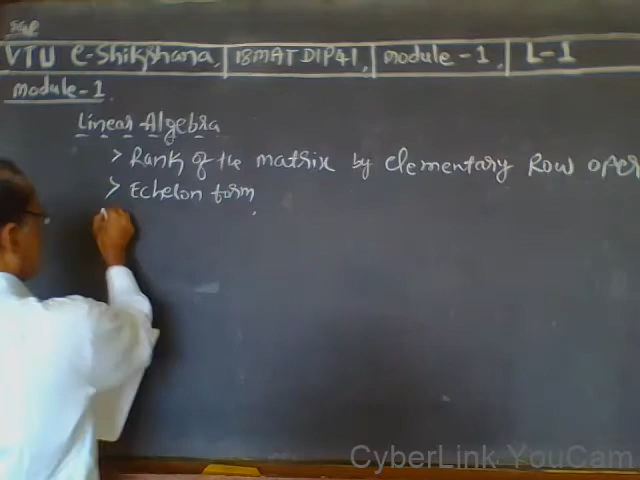 VTU e-Shikshana, 18MATDIP41, module-1, L-1
module-1.
Linear Algebra
> Rank of the matrix by Elementary Row oper
> Echelon form
CyberLink YouCam